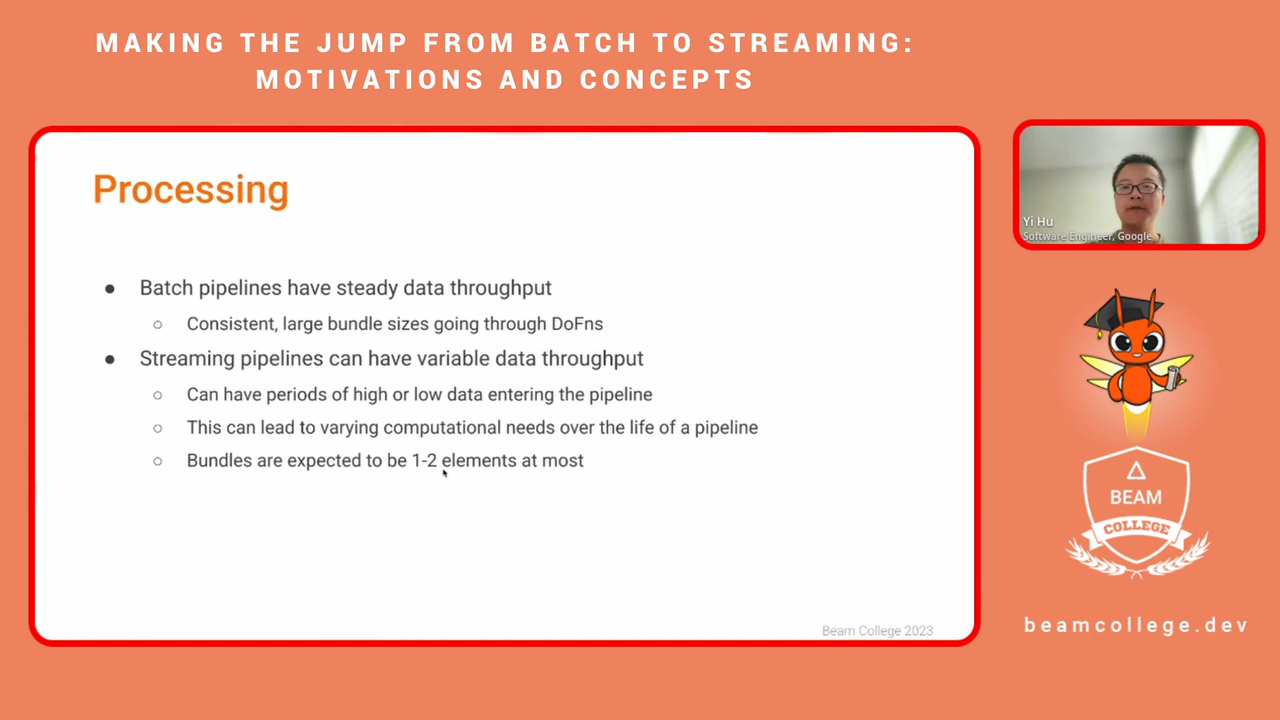 MAKING THE JUMP FROM BATCH TO STREAMING:
MOTIVATIONS AND CONCEPTS
Processing
● Batch pipelines have steady data throughput
○ Consistent, large bundle sizes going through DoFns
● Streaming pipelines can have variable data throughput
○ Can have periods of high or low data entering the pipeline
○ This can lead to varying computational needs over the life of a pipeline
○ Bundles are expected to be 1-2 elements at most
Beam College 2023
Yi Hu
Software Engineer, Google
BEAM
COLLEGE
beamcollege.dev